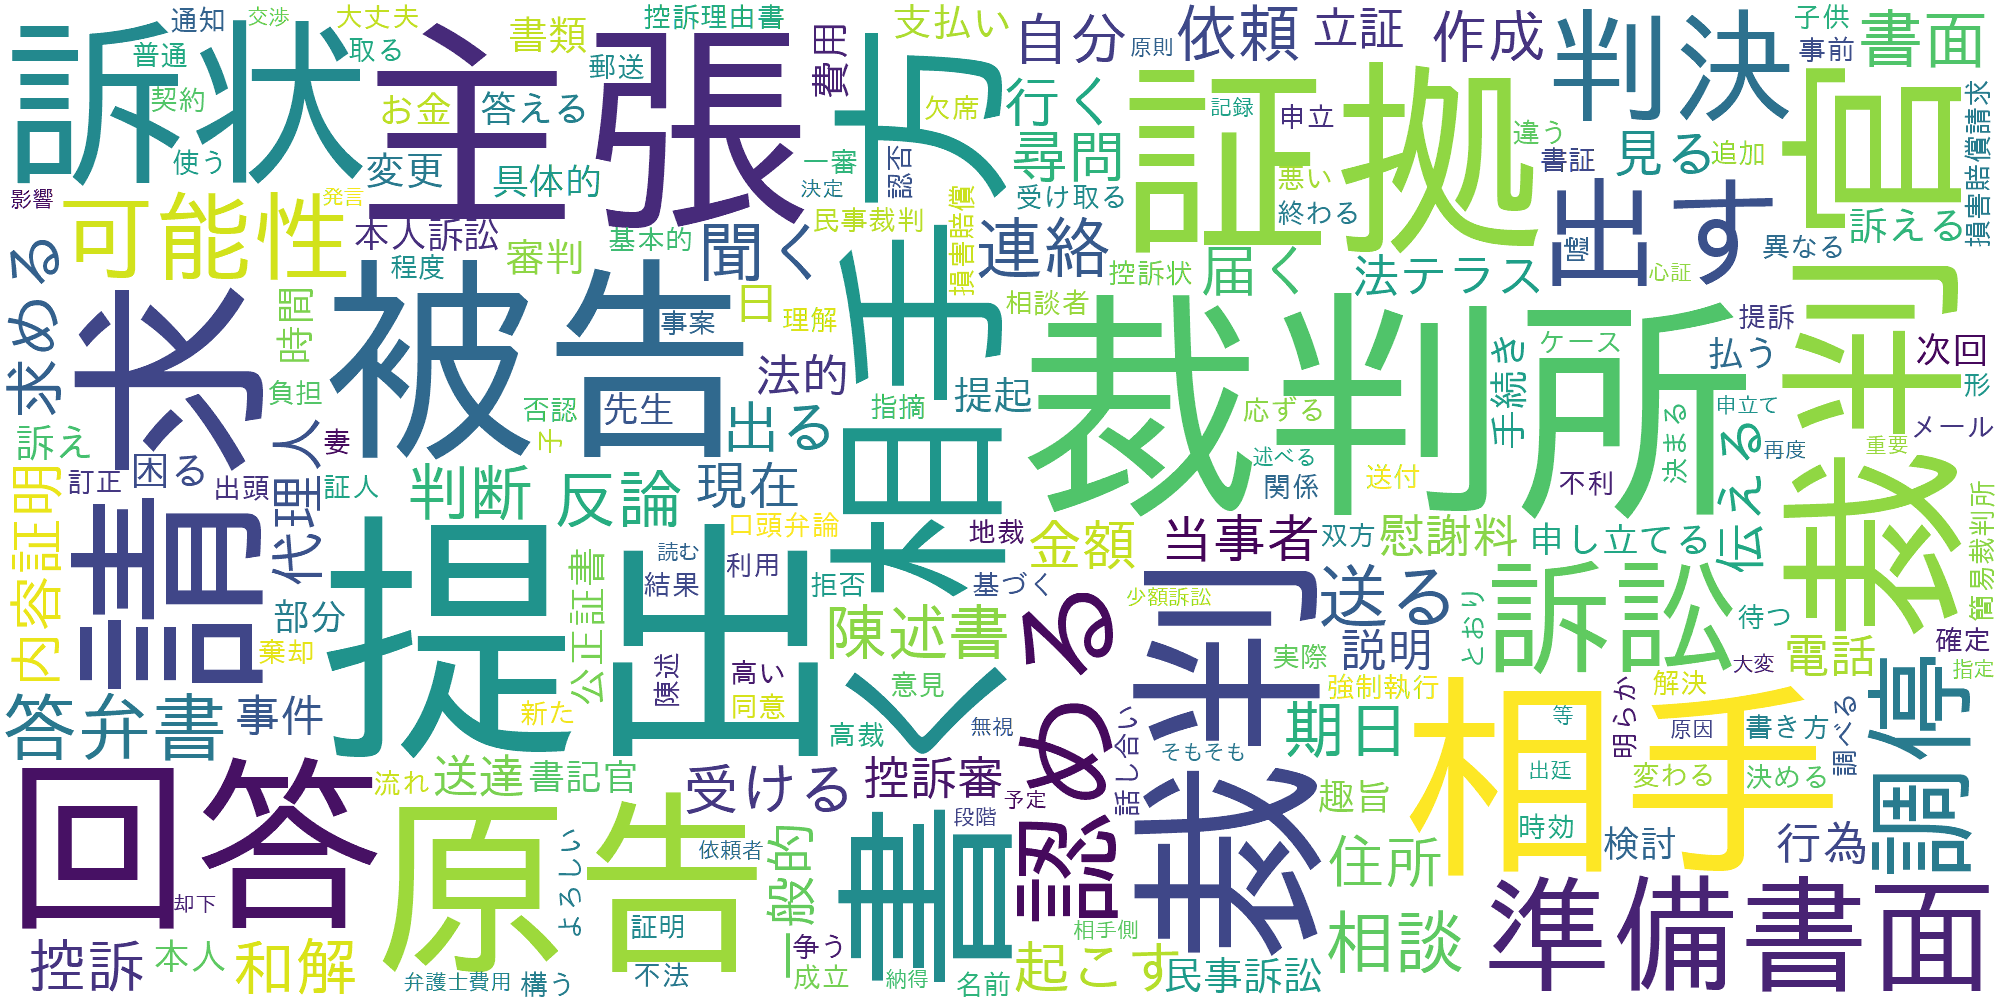 訴状
主張
相手方
証拠
判決
裁判官
請求
被告
裁判所
提出
回答
原告
書く
認める
裁判
相手
準備書面
調停
訴訟
出す
可能性
答弁書
陳述書
反論
判断
連絡
尋問
依頼
自分
立証
作成
書面
見る
行く
聞く
届く
法テラス
送る
期日
住所
相談
民事訴訟
起こす
控訴審
受ける
控訴
本人
和解
事件
内容証明
代理人
求める
伝える
手続き
電話
説明
慰謝料
当事者
金額
現在
出る
法的
先生
提起
申し立てる
一般的
公正証書
送達
書記官
審判
本人訴訟
変更
具体的
答える
お金
書類
費用
支払い
控訴理由書
郵送
通知
交渉
大丈夫
普通
取る
契約
使う
影響
発言
程度
基本的
時間
負担
訴え
困る
訂正
出頭
妻
証人
部分
棄却
日
理解
事案
否認
子
指摘
民事裁判
損害賠償
一審
決定
認否
欠席
原則
記録
申立
受け取る
悪い
終わる
控訴状
相談者
嘘
書証
違う
追加
子供
事前
損害賠償請求
訴える
異なる
心証
提訴
ケース
払う
次回
形
メール
申立て
再度
重要
決まる
応ずる
述べる
関係
送付
不利
双方
地裁
基づく
口頭弁論
読む
結果
利用
拒否
少額訴訟
待つ
とおり
簡易裁判所
確定
指定
大変
実際
強制執行
解決
明らか
原因
書き方
調べる
等
出廷
変わる
決める
時効
検討
行為
趣旨
そもそも
話し合い
予定
無視
段階
意見
高裁
高い
同意
陳述
新た
流れ
よろしい
依頼者
却下
証明
不法
弁護士費用
構う
争う
成立
納得
名前
相手側